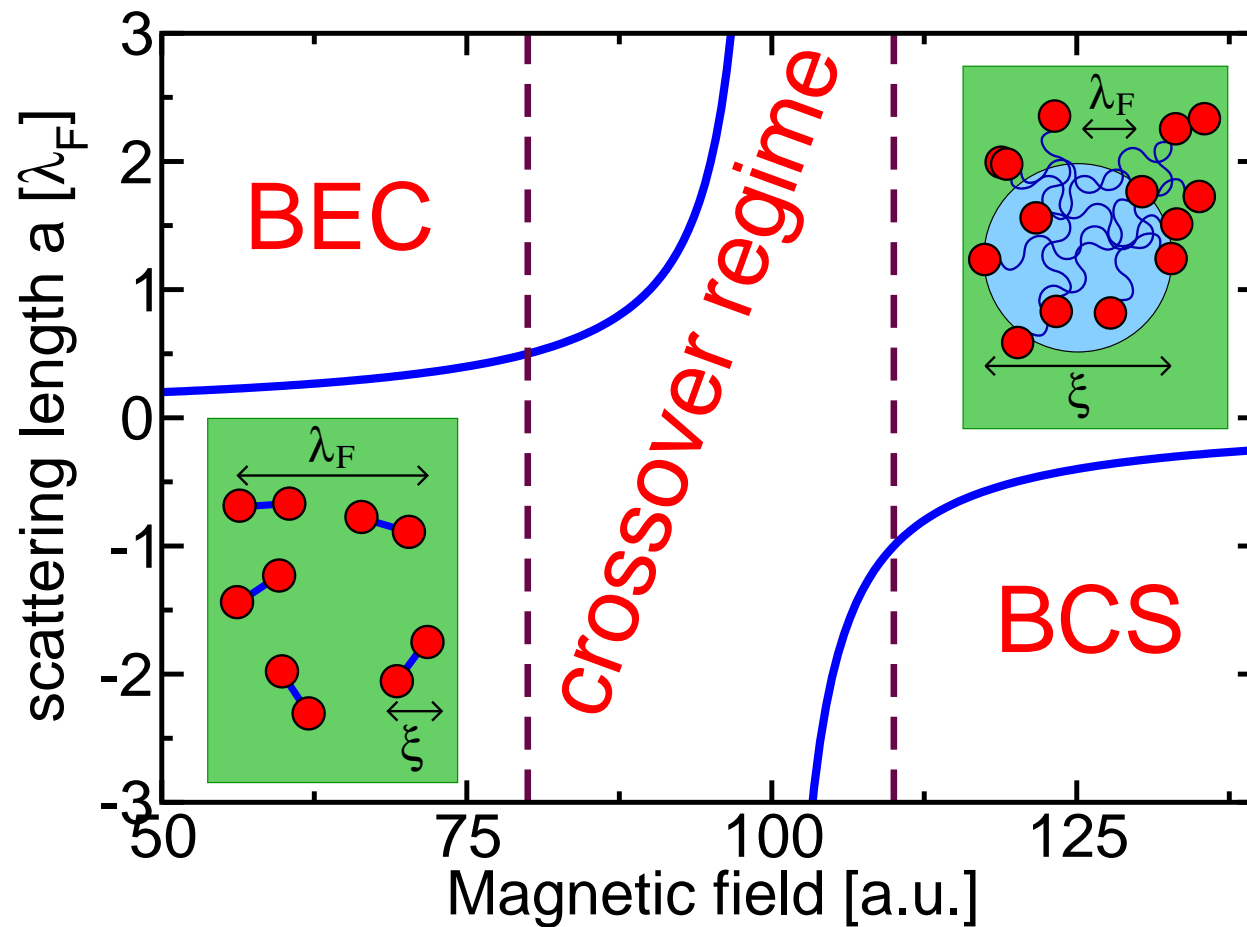 scattering length a [λF]
3
2
1
0
-1
-2
-3
BEC
crossover regime
BCS
λF
ξ
λF
ξ
50
75
100
125
Magnetic field [a.u.]